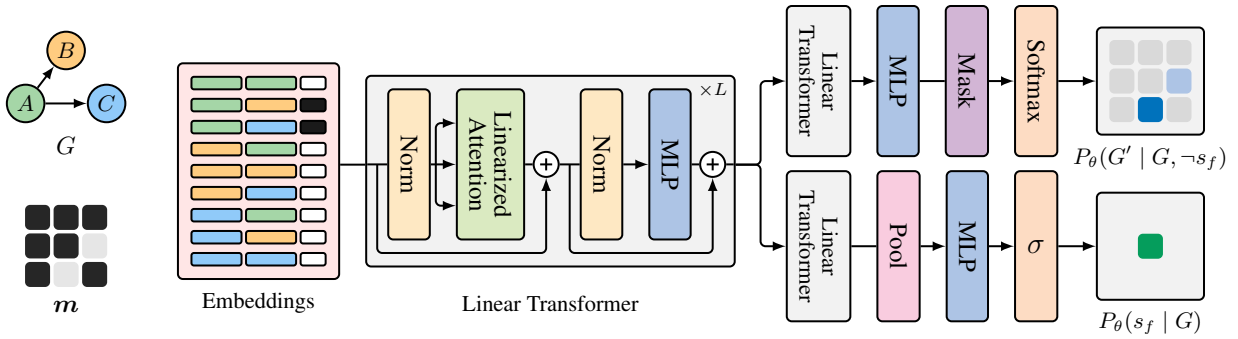 B
A
C
G
m
Embeddings
Norm
Linearized
Attention
+
Norm
MLP
+
×L
Linear Transformer
Linear
Transformer
MLP
Mask
Softmax
Pθ(G′ | G, ¬sf)
Linear
Transformer
Pool
MLP
σ
Pθ(sf | G)